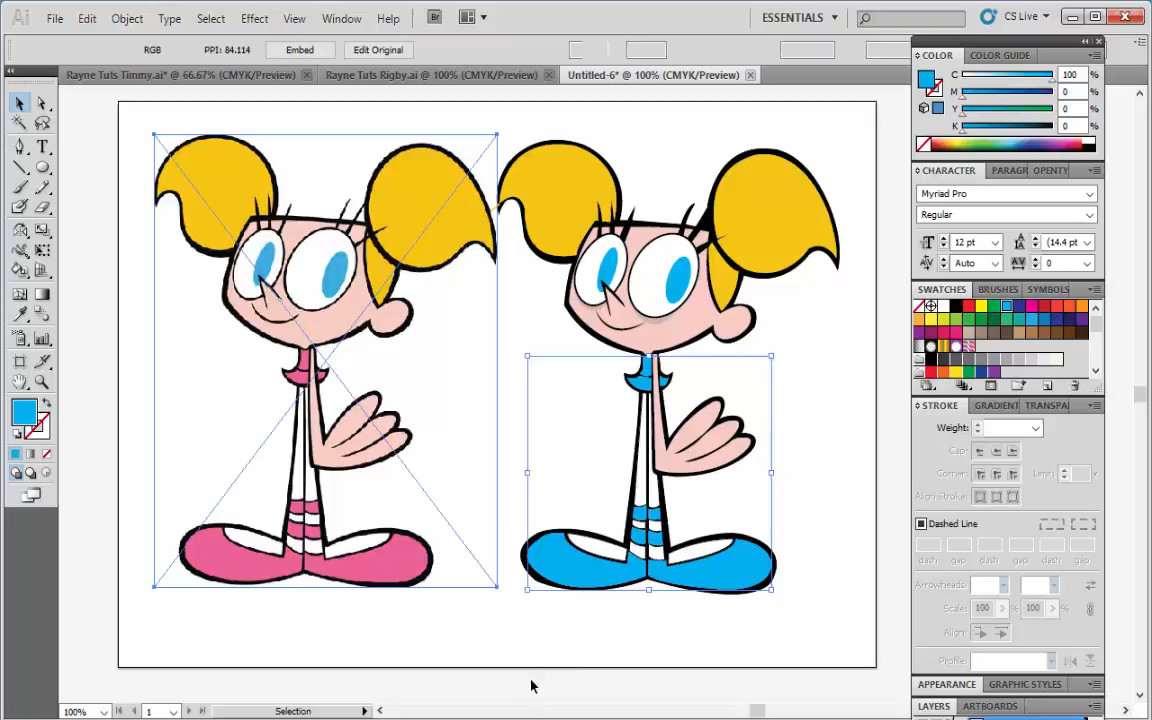 Ai File Edit Object Type Select Effect View Window Help Br ESSENTIALS CS Live
RGB PPI: 84.114 Embed Edit Original
Rayne Tuts Timmy.ai* @ 66.67% (CMYK/Preview) Rayne Tuts Rigby.ai @ 100% (CMYK/Preview) Untitled-6* @ 100% (CMYK/Preview)
COLOR COLOR GUIDE
C 100 %
M 0 %
Y 0 %
K 0 %
CHARACTER PARAGR OPENTY
Myriad Pro
Regular
12 pt (14.4 pt
Auto 0
SWATCHES BRUSHES SYMBOLS
STROKE GRADIENT TRANSPA
Weight:
Cap:
Corner: Limit: x
Align Stroke:
Dashed Line
dash gap dash gap dash gap
Arrowheads:
Scale: 100 % 100 %
Align:
Profile:
APPEARANCE GRAPHIC STYLES
LAYERS ARTBOARDS
100% 1 Selection